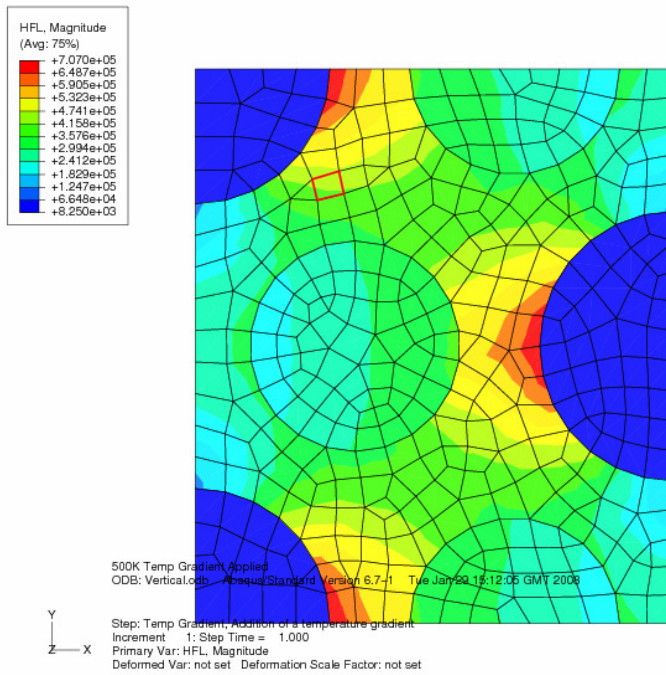 HFL, Magnitude
(Avg: 75%)
+7.070e+05
+6.487e+05
+5.905e+05
+5.323e+05
+4.741e+05
+4.158e+05
+3.576e+05
+2.994e+05
+2.412e+05
+1.829e+05
+1.247e+05
+6.648e+04
+8.250e+03
500K Temp Gradient Applied
ODB: Vertical.odb Abaqus/Standard Version 6.7-1 Tue Jan 29 15:12:05 GMT 2008
Y
Z X
Step: Temp Gradient, Addition of a temperature gradient
Increment 1: Step Time = 1.000
Primary Var: HFL, Magnitude
Deformed Var: not set Deformation Scale Factor: not set